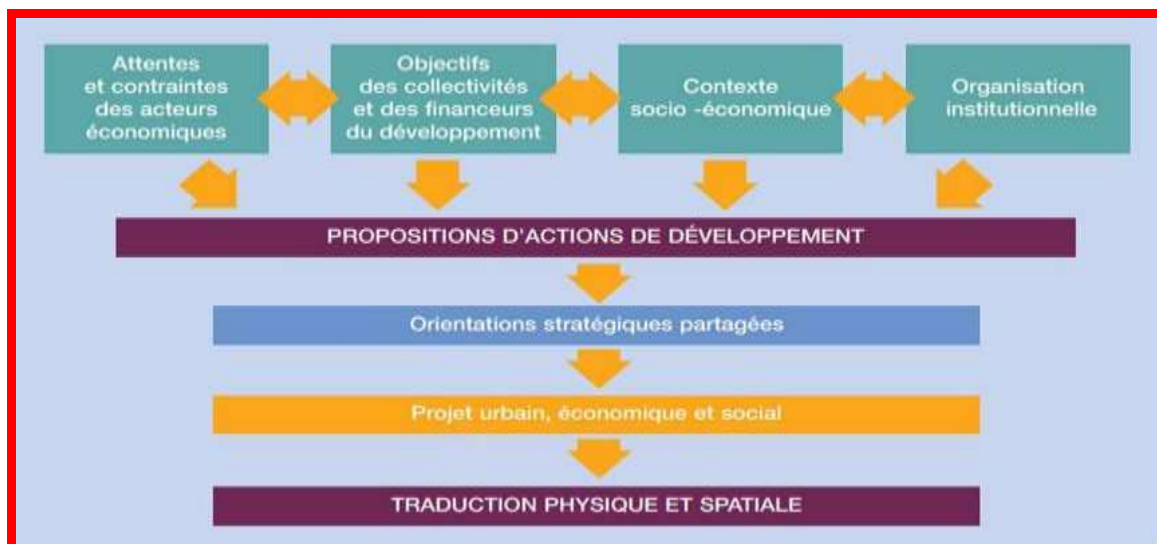 Attentes
et contraintes
des acteurs
économiques
Objectifs
des collectivités
et des financeurs
du développement
Contexte
socio -économique
Organisation
institutionnelle
PROPOSITIONS D'ACTIONS DE DÉVELOPPEMENT
Orientations stratégiques partagées
Projet urbain, économique et social
TRADUCTION PHYSIQUE ET SPATIALE